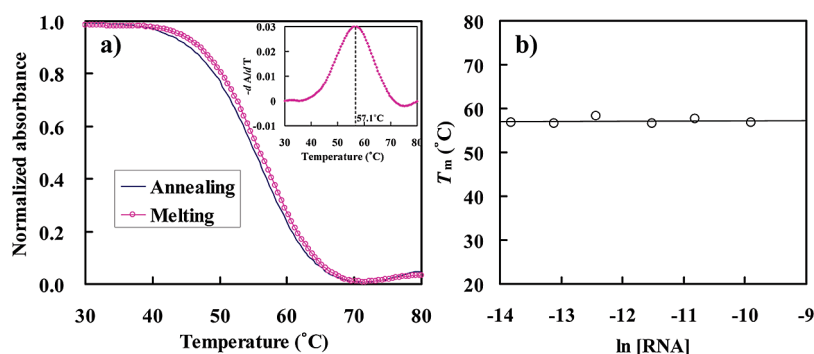 a)
Normalized absorbance
1.0
0.8
0.6
0.4
0.2
0.0
30 40 50 60 70 80
Temperature (˚C)
Annealing
Melting
-d A/d T
0.03
0.02
0.01
0
-0.01
57.1˚C
30 40 50 60 70 80
Temperature (˚C)
b)
Tm (˚C)
80
70
60
50
40
30
20
-14 -13 -12 -11 -10 -9
ln [RNA]